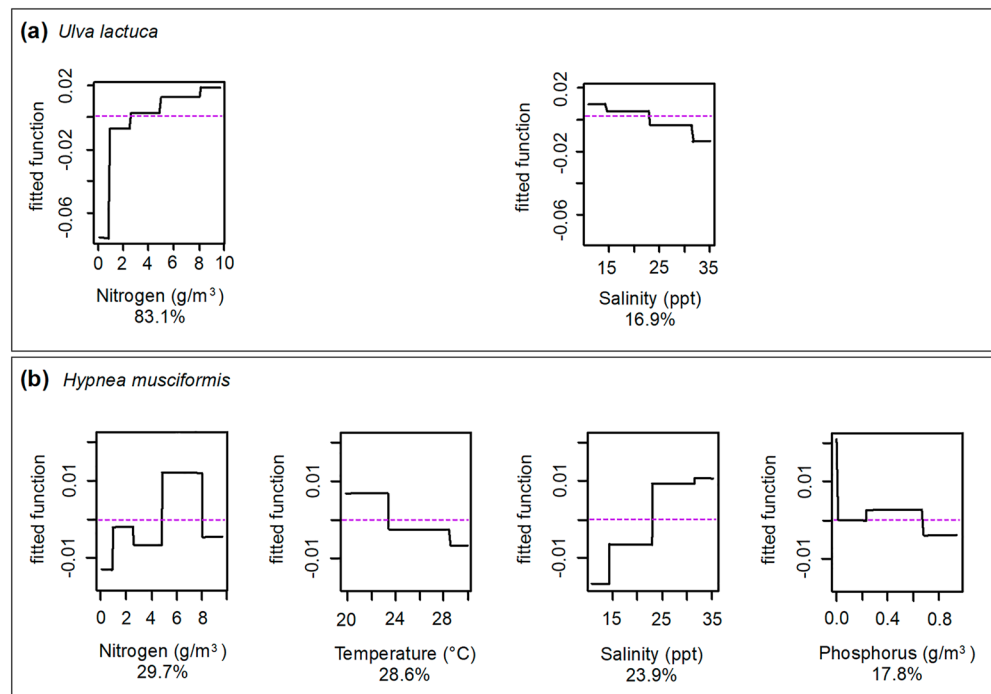 (a) Ulva lactuca
fitted function
0.02
-0.02
-0.06
0 2 4 6 8 10
Nitrogen (g/m³)
83.1%
fitted function
0.02
-0.02
-0.06
15 25 35
Salinity (ppt)
16.9%
(b) Hypnea musciformis
fitted function
0.01
-0.01
0 2 4 6 8
Nitrogen (g/m³)
29.7%
fitted function
0.01
-0.01
20 24 28
Temperature (°C)
28.6%
fitted function
0.01
-0.01
15 25 35
Salinity (ppt)
23.9%
fitted function
0.01
-0.01
0.0 0.4 0.8
Phosphorus (g/m³)
17.8%